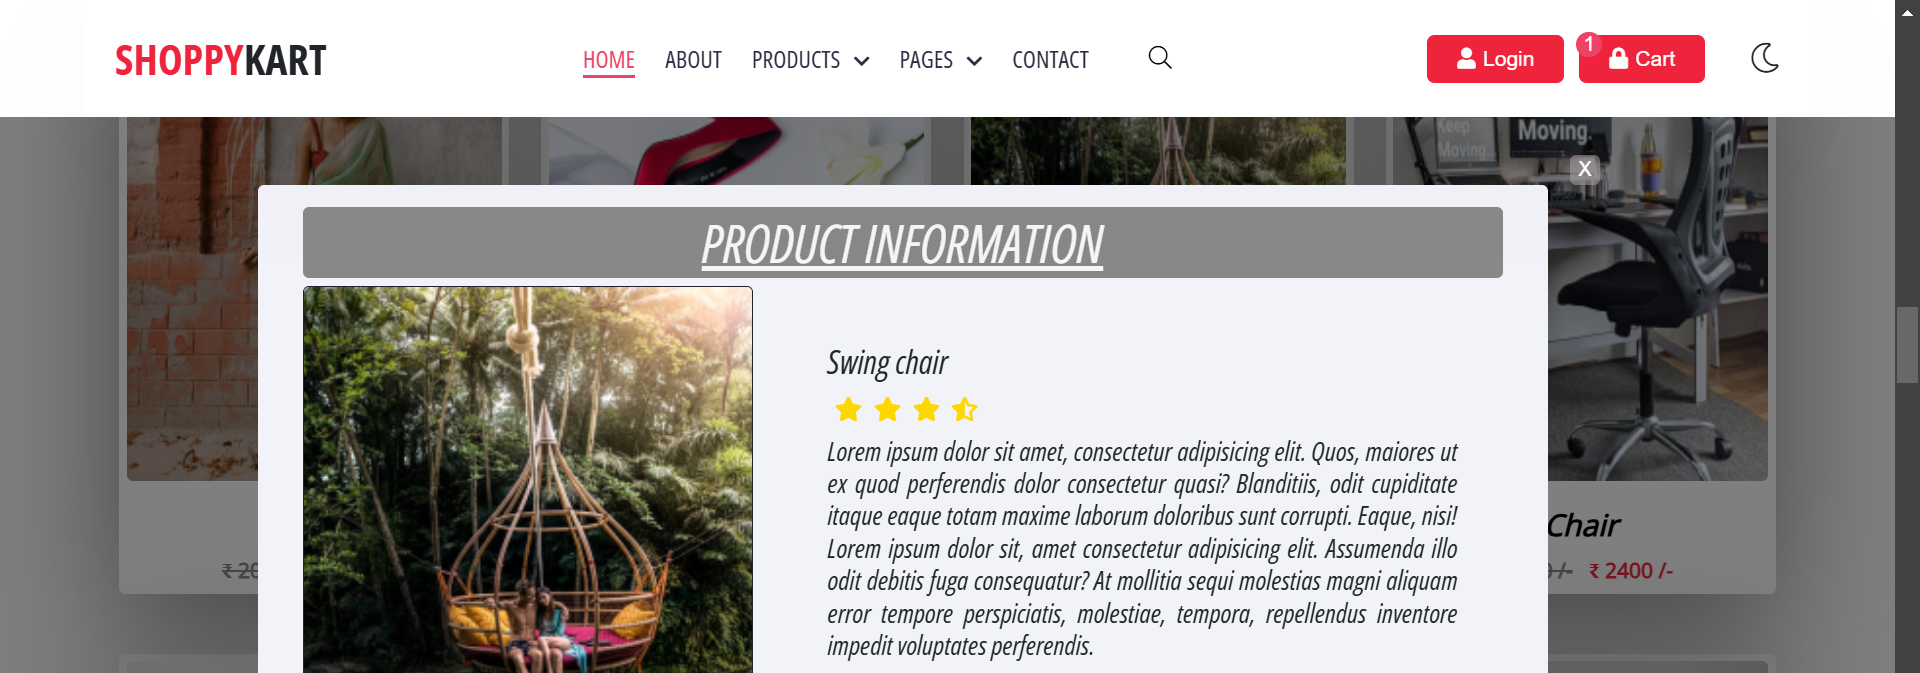 SHOPPYKART
HOME ABOUT PRODUCTS PAGES CONTACT
Login
1
Cart
Keep
Moving.
Moving.
X
PRODUCT INFORMATION
Swing chair
Lorem ipsum dolor sit amet, consectetur adipisicing elit. Quos, maiores ut
ex quod perferendis dolor consectetur quasi? Blanditiis, odit cupiditate
itaque eaque totam maxime laborum doloribus sunt corrupti. Eaque, nisi!
Lorem ipsum dolor sit, amet consectetur adipisicing elit. Assumenda illo
odit debitis fuga consequatur? At mollitia sequi molestias magni aliquam
error tempore perspiciatis, molestiae, tempora, repellendus inventore
impedit voluptates perferendis.
Chair
₹ 20
/- ₹ 2400 /-